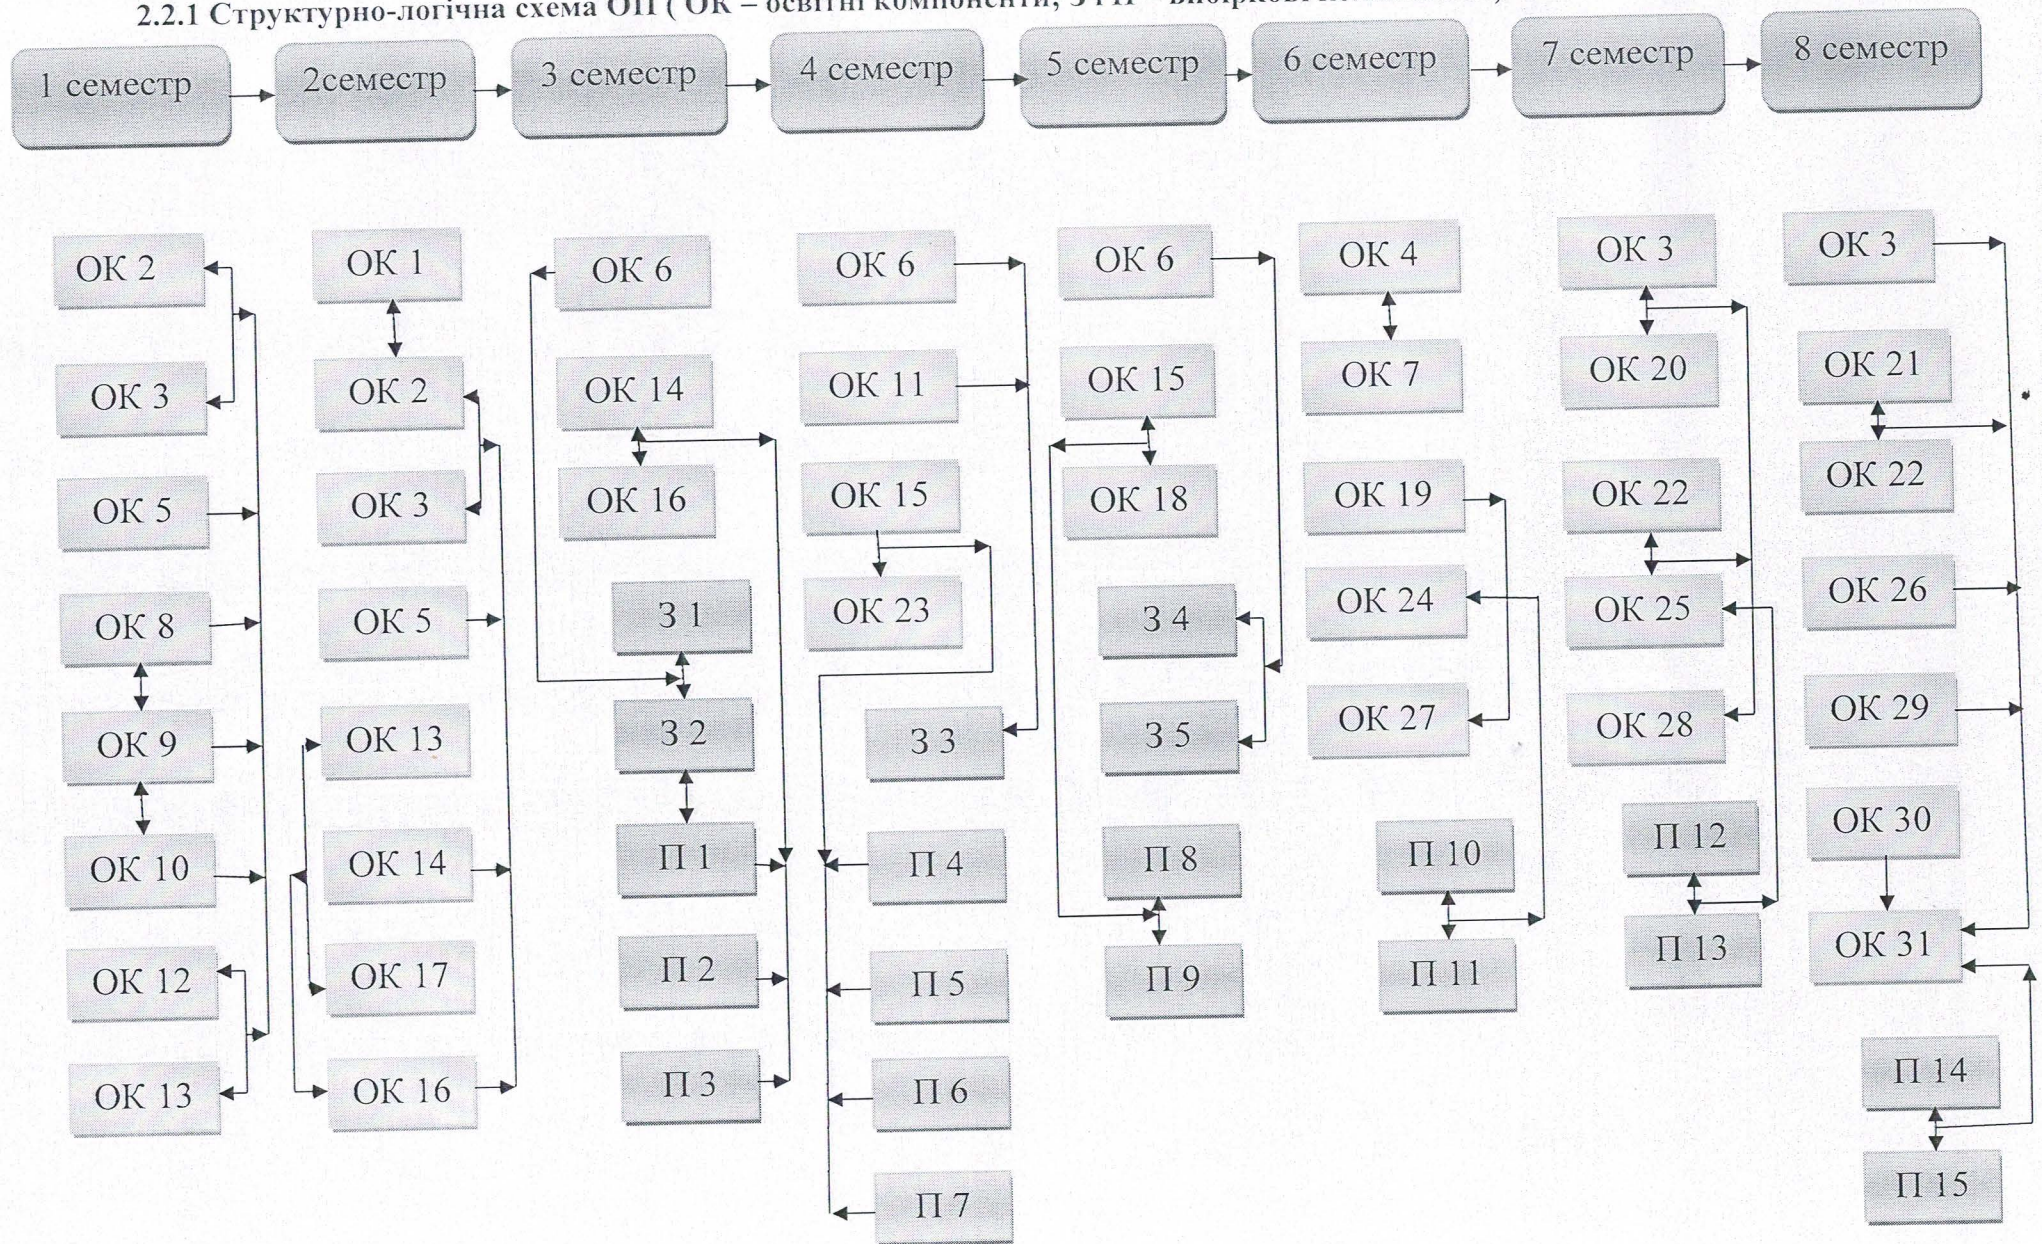 2.2.1 Структурно-логічна схема ОП ( ОК – освітні компоненти; З і П –
1 семестр
2семестр
3 семестр
4 семестр
5 семестр
6 семестр
7 семестр
8 семестр
ОК 2
ОК 3
ОК 5
ОК 8
ОК 9
ОК 10
ОК 12
ОК 13
ОК 1
ОК 2
ОК 3
ОК 5
ОК 13
ОК 14
ОК 17
ОК 16
ОК 6
ОК 14
ОК 16
З 1
З 2
П 1
П 2
П 3
ОК 6
ОК 11
ОК 15
ОК 23
З 3
П 4
П 5
П 6
П 7
ОК 6
ОК 15
ОК 18
З 4
З 5
П 8
П 9
ОК 4
ОК 7
ОК 19
ОК 24
ОК 27
П 10
П 11
ОК 3
ОК 20
ОК 22
ОК 25
ОК 28
П 12
П 13
ОК 3
ОК 21
ОК 22
ОК 26
ОК 29
ОК 30
ОК 31
П 14
П 15